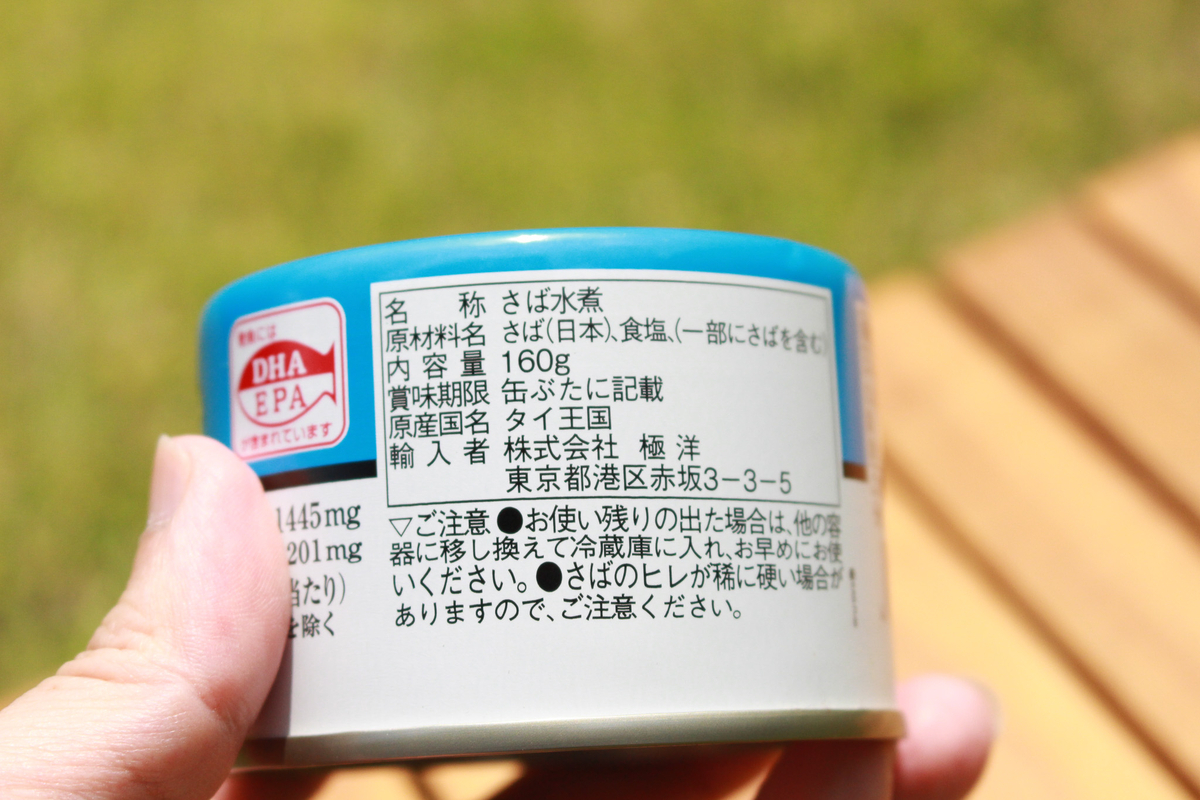 DHA
EPA
が含まれています
名称 さば水煮
原材料名 さば(日本)、食塩、(一部にさばを含む)
内容量 160g
賞味期限 缶ぶたに記載
原産国名 タイ王国
輸入者 株式会社 極洋
東京都港区赤坂3-3-5
1445mg
201mg
当たり)
を除く
▽ご注意 ●お使い残りの出た場合は、他の容
器に移し換えて冷蔵庫に入れ、お早めにお使
いください。●さばのヒレが稀に硬い場合が
ありますので、ご注意ください。